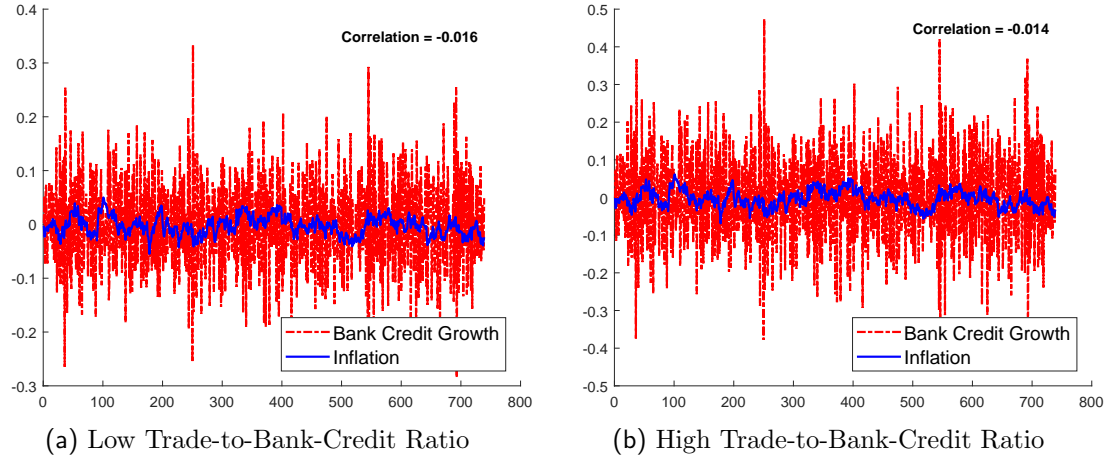 0.4
0.3
0.2
0.1
0
-0.1
-0.2
-0.3
0 100 200 300 400 500 600 700 800
Correlation = -0.016
Bank Credit Growth
Inflation
(a) Low Trade-to-Bank-Credit Ratio
0.5
0.4
0.3
0.2
0.1
0
-0.1
-0.2
-0.3
-0.4
-0.5
0 100 200 300 400 500 600 700 800
Correlation = -0.014
Bank Credit Growth
Inflation
(b) High Trade-to-Bank-Credit Ratio